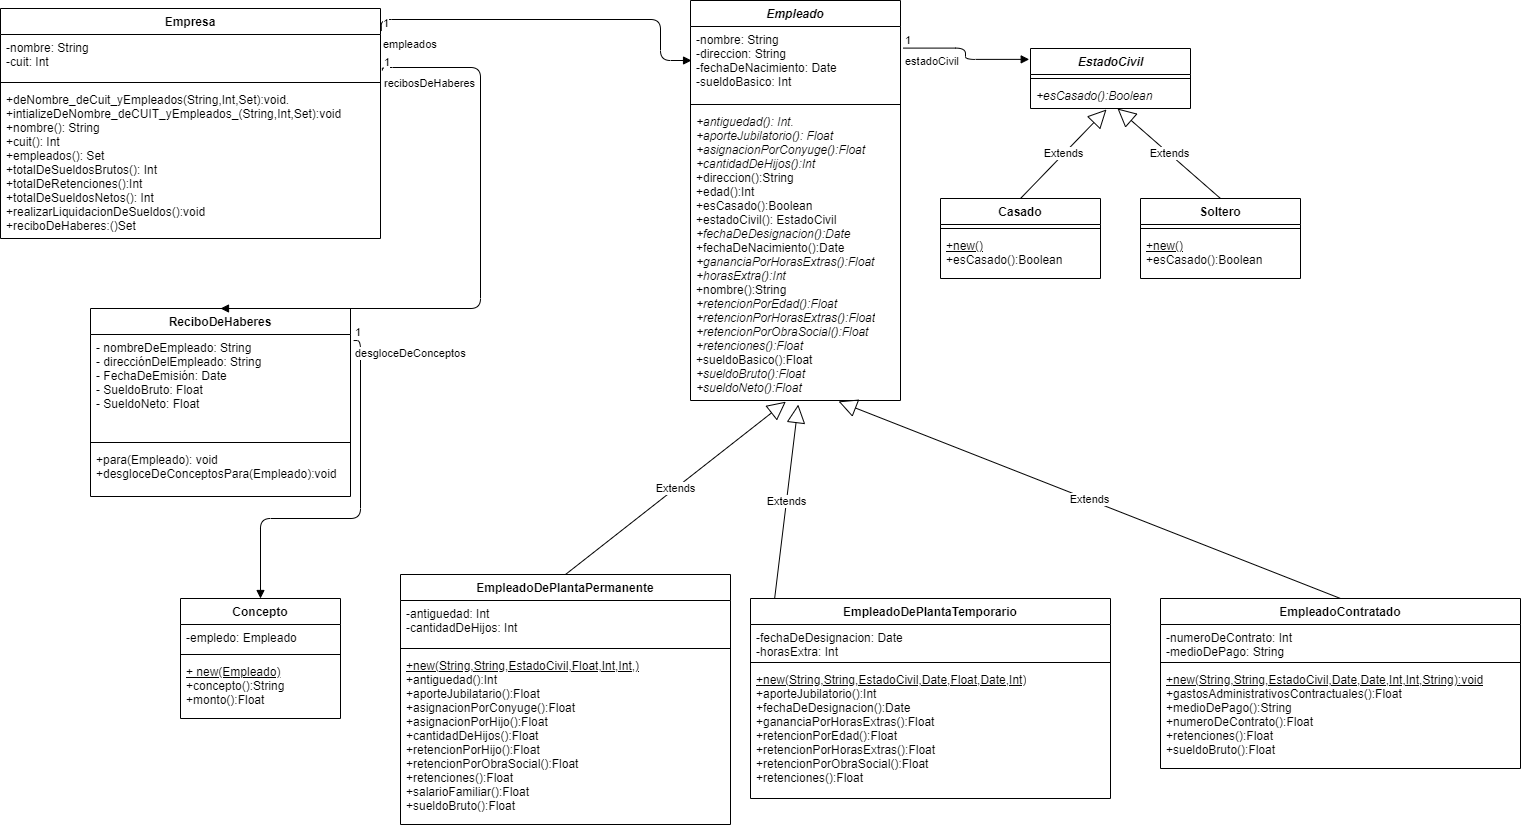 Empresa
-nombre: String
-cuit: Int
+deNombre_deCuit_yEmpleados(String,Int,Set):void.
+intializeDeNombre_deCUIT_yEmpleados_(String,Int,Set):void
+nombre(): String
+cuit(): Int
+empleados(): Set
+totalDeSueldosBrutos(): Int
+totalDeRetenciones():Int
+totalDeSueldosNetos(): Int
+realizarLiquidacionDeSueldos():void
+reciboDeHaberes:()Set
1
empleados
1
recibosDeHaberes
Empleado
-nombre: String
-direccion: String
-fechaDeNacimiento: Date
-sueldoBasico: Int
+antiguedad(): Int.
+aporteJubilatorio(): Float
+asignacionPorConyuge():Float
+cantidadDeHijos():Int
+direccion():String
+edad():Int
+esCasado():Boolean
+estadoCivil(): EstadoCivil
+fechaDeDesignacion():Date
+fechaDeNacimiento():Date
+gananciaPorHorasExtras():Float
+horasExtra():Int
+nombre():String
+retencionPorEdad():Float
+retencionPorHorasExtras():Float
+retencionPorObraSocial():Float
+retenciones():Float
+sueldoBasico():Float
+sueldoBruto():Float
+sueldoNeto():Float
1
estadoCivil
EstadoCivil
+esCasado():Boolean
Extends
Extends
Casado
+new()
+esCasado():Boolean
Soltero
+new()
+esCasado():Boolean
ReciboDeHaberes
- nombreDeEmpleado: String
- direcciónDelEmpleado: String
- FechaDeEmisión: Date
- SueldoBruto: Float
- SueldoNeto: Float
+para(Empleado): void
+desgloceDeConceptosPara(Empleado):void
1
desgloceDeConceptos
Extends
Extends
Extends
Concepto
-empledo: Empleado
+ new(Empleado)
+concepto():String
+monto():Float
EmpleadoDePlantaPermanente
-antiguedad: Int
-cantidadDeHijos: Int
+new(String,String,EstadoCivil,Float,Int,Int,)
+antiguedad():Int
+aporteJubilatario():Float
+asignacionPorConyuge():Float
+asignacionPorHijo():Float
+cantidadDeHijos():Float
+retencionPorHijo():Float
+retencionPorObraSocial():Float
+retenciones():Float
+salarioFamiliar():Float
+sueldoBruto():Float
EmpleadoDePlantaTemporario
-fechaDeDesignacion: Date
-horasExtra: Int
+new(String,String,EstadoCivil,Date,Float,Date,Int)
+aporteJubilatorio():Int
+fechaDeDesignacion():Date
+gananciaPorHorasExtras():Float
+retencionPorEdad():Float
+retencionPorHorasExtras():Float
+retencionPorObraSocial():Float
+retenciones():Float
EmpleadoContratado
-numeroDeContrato: Int
-medioDePago: String
+new(String,String,EstadoCivil,Date,Date,Int,Int,String):void
+gastosAdministrativosContractuales():Float
+medioDePago():String
+numeroDeContrato():Float
+retenciones():Float
+sueldoBruto():Float